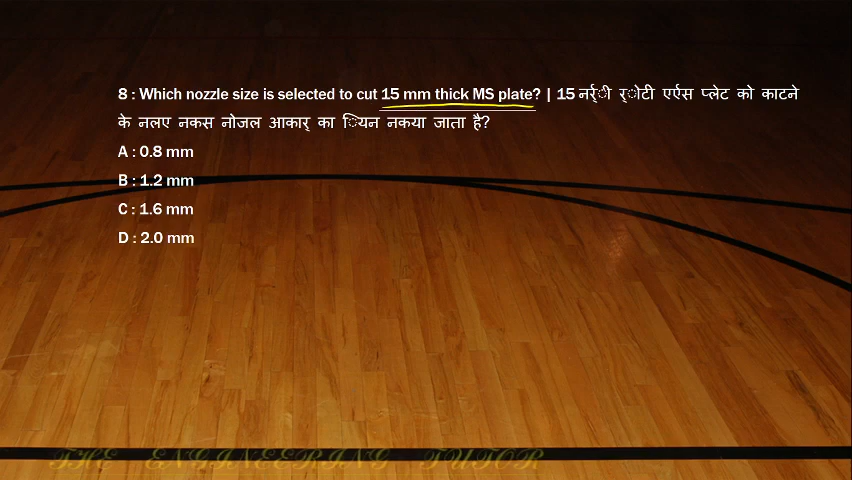 8 : Which nozzle size is selected to cut 15 mm thick MS plate? | 15 नर्र्ी र्ोटी एर्एस प्लेट को काटने
के नलए नकस नोजल आकार् का ियन नकया जाता है?
A : 0.8 mm
B : 1.2 mm
C : 1.6 mm
D : 2.0 mm
THE ENGINEERING TUTOR